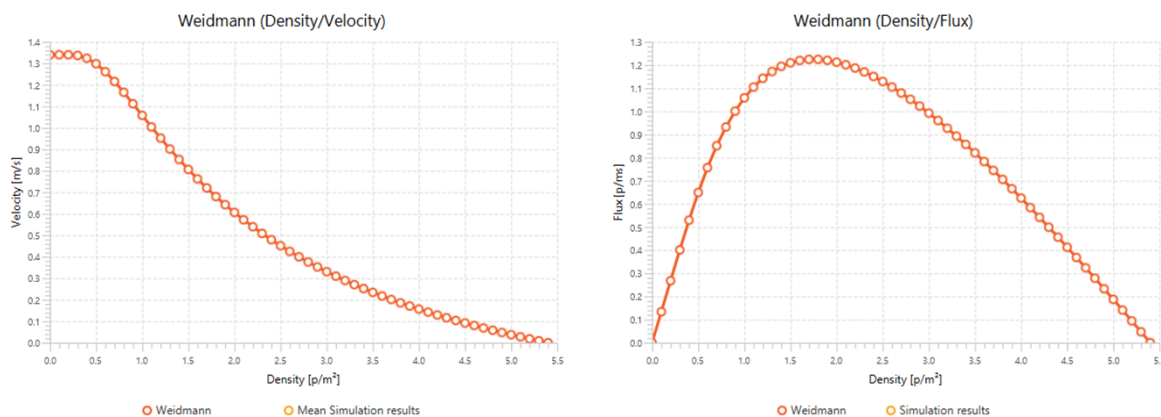 Weidmann (Density/Velocity)
1.4
1.3
1.2
1.1
1.0
0.9
0.8
0.7
0.6
0.5
0.4
0.3
0.2
0.1
0.0
Velocity [m/s]
0.0 0.5 1.0 1.5 2.0 2.5 3.0 3.5 4.0 4.5 5.0 5.5
Density [p/m²]
Weidmann Mean Simulation results
Weidmann (Density/Flux)
1.3
1.2
1.1
1.0
0.9
0.8
0.7
0.6
0.5
0.4
0.3
0.2
0.1
0.0
Flux [p/ms]
0.0 0.5 1.0 1.5 2.0 2.5 3.0 3.5 4.0 4.5 5.0 5.
Density [p/m²]
Weidmann Simulation results